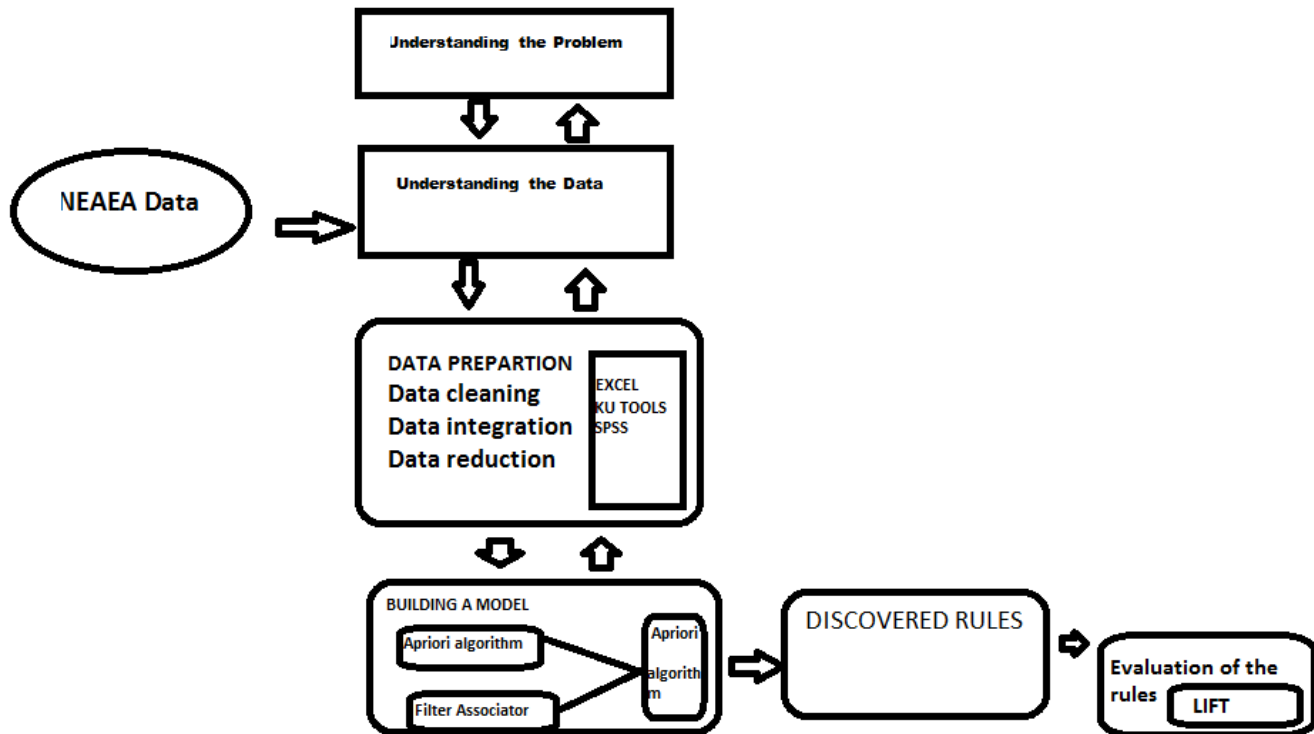 Understanding the Problem
Understanding the Data
NEAEA Data
DATA PREPARTION
Data cleaning
Data integration
Data reduction
EXCEL
KU TOOLS
SPSS
BUILDING A MODEL
Apriori algorithm
Filter Associator
Apriori
algorith
m
DISCOVERED RULES
Evaluation of the
rules
LIFT